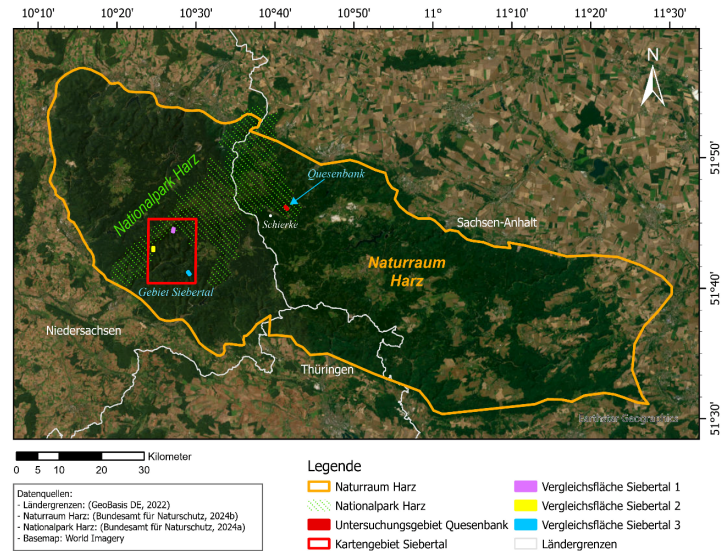 10°10' 10°20' 10°30' 10°40' 10°50' 11° 11°10' 11°20' 11°30'
N
51°50'
Nationalpark Harz
Quesenbank
Schierke
Sachsen-Anhalt
Naturraum
Harz
51°40'
Gebiet Siebertal
Niedersachsen
Thüringen
51°30'
Kilometer
0 5 10 20 30
Legende
Naturraum Harz
Nationalpark Harz
Untersuchungsgebiet Quesenbank
Kartengebiet Siebertal
Vergleichsfläche Siebertal 1
Vergleichsfläche Siebertal 2
Vergleichsfläche Siebertal 3
Ländergrenzen
Datenquellen:
- Ländergrenzen: (GeoBasis DE, 2022)
- Naturraum Harz: (Bundesamt für Naturschutz, 2024b)
- Nationalpark Harz: (Bundesamt für Naturschutz, 2024a)
- Basemap: World Imagery